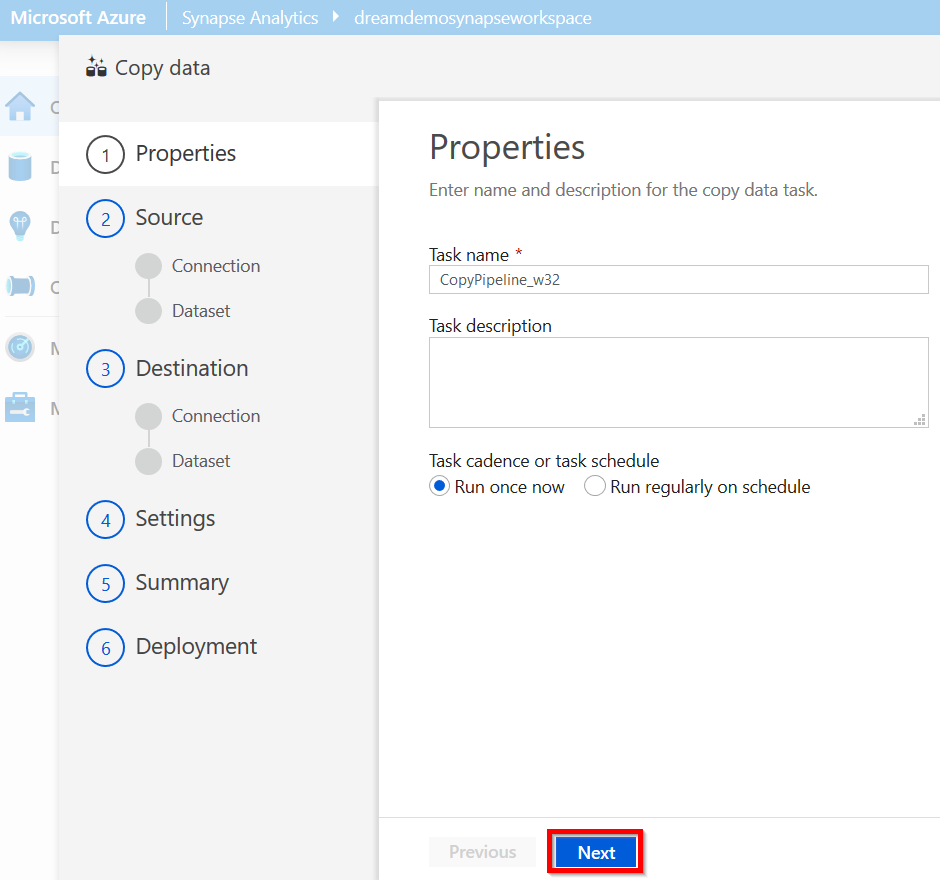 Microsoft Azure Synapse Analytics dreamdemosynapseworkspace
Copy data
1 Properties
2 Source
Connection
Dataset
3 Destination
Connection
Dataset
4 Settings
5 Summary
6 Deployment
Properties
Enter name and description for the copy data task.
Task name *
CopyPipeline_w32
Task description
Task cadence or task schedule
Run once now Run regularly on schedule
Previous Next